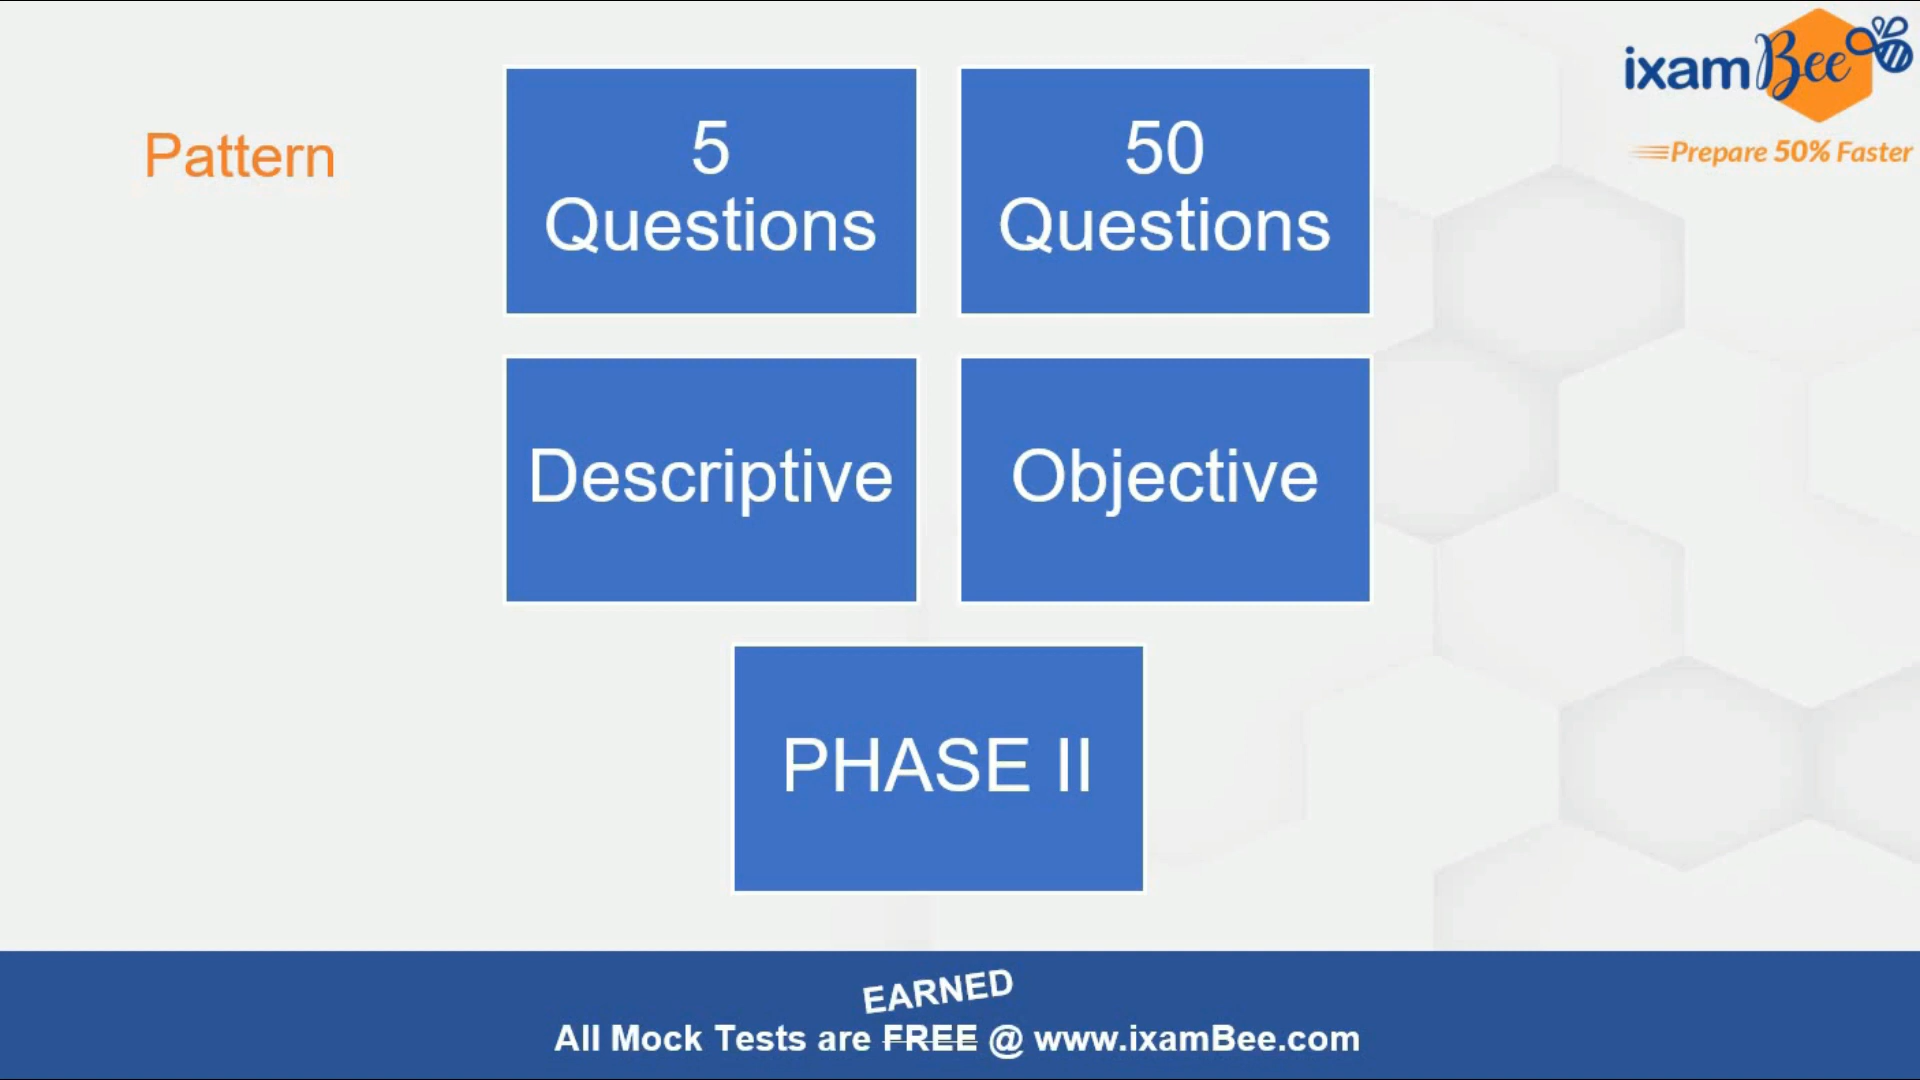 Pattern
5
Questions
50
Questions
ixamBee
Prepare 50% Faster
Descriptive
Objective
PHASE II
EARNED
All Mock Tests are FREE @ www.ixamBee.com